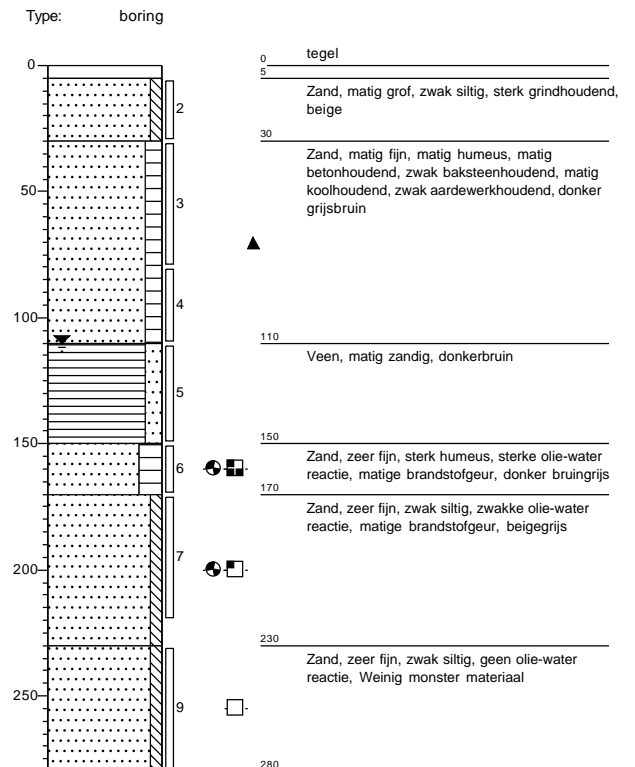 Type: boring
0
0
tegel
5
Zand, matig grof, zwak siltig, sterk grindhoudend,
beige
2
30
Zand, matig fijn, matig humeus, matig
betonhoudend, zwak baksteenhoudend, matig
koolhoudend, zwak aardewerkhoudend, donker
grijsbruin
50
3
4
100
110
Veen, matig zandig, donkerbruin
5
150
150
Zand, zeer fijn, sterk humeus, sterke olie-water
reactie, matige brandstofgeur, donker bruingrijs
6
170
Zand, zeer fijn, zwak siltig, zwakke olie-water
reactie, matige brandstofgeur, beigegrijs
7
200
230
Zand, zeer fijn, zwak siltig, geen olie-water
reactie, Weinig monster materiaal
250
9
280